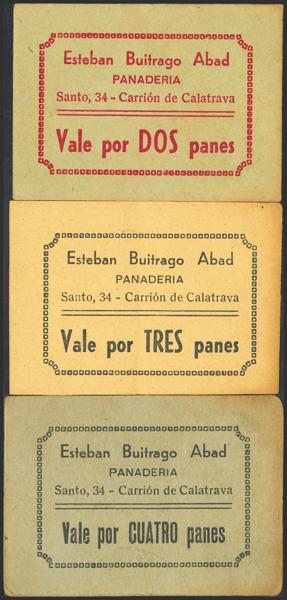 Esteban Buitrago Abad
PANADERIA
Santo, 34 - Carrión de Calatrava
Vale por DOS panes
Esteban Buitrago Abad
PANADERIA
Santo, 34 - Carrión de Calatrava
Vale por TRES panes
Esteban Buitrago Abad
PANADERIA
Santo, 34 - Carrión de Calatrava
Vale por CUATRO panes